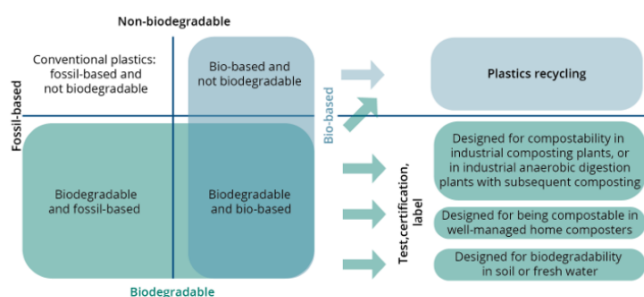 Non-biodegradable
Conventional plastics:
fossil-based and
not biodegradable
Bio-based and
not biodegradable
Fossil-based
Bio-based
Biodegradable
and fossil-based
Biodegradable
and bio-based
Biodegradable
Test,certification,
label
Plastics recycling
Designed for compostability in
industrial composting plants, or
in industrial anaerobic digestion
plants with subsequent composting
Designed for being compostable in
well-managed home composters
Designed for biodegradability
in soil or fresh water